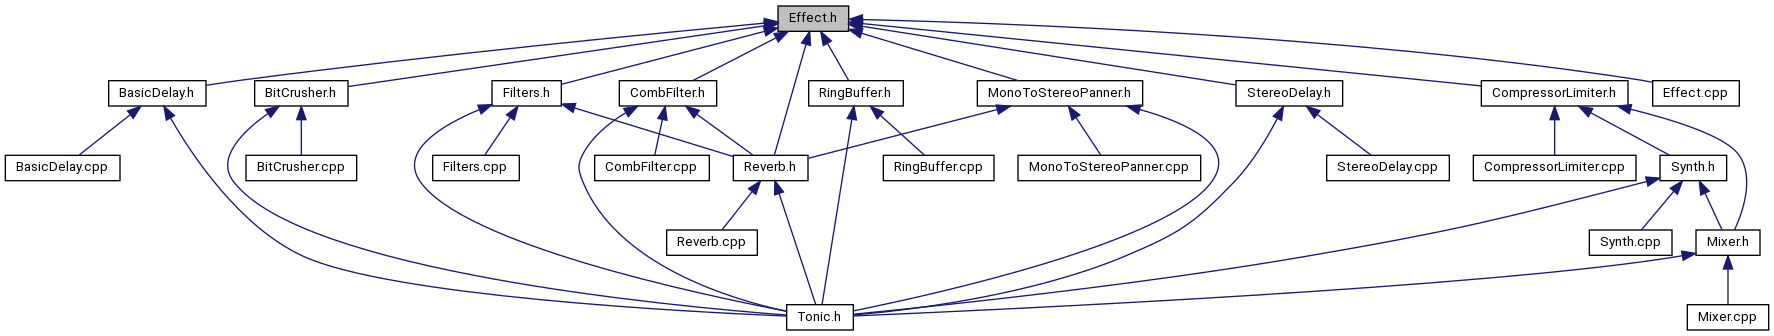 Effect.h
BasicDelay.h
BitCrusher.h
Filters.h
CombFilter.h
RingBuffer.h
MonoToStereoPanner.h
StereoDelay.h
CompressorLimiter.h
Effect.cpp
BasicDelay.cpp
BitCrusher.cpp
Filters.cpp
CombFilter.cpp
Reverb.h
RingBuffer.cpp
MonoToStereoPanner.cpp
StereoDelay.cpp
CompressorLimiter.cpp
Synth.h
Reverb.cpp
Synth.cpp
Mixer.h
Tonic.h
Mixer.cpp